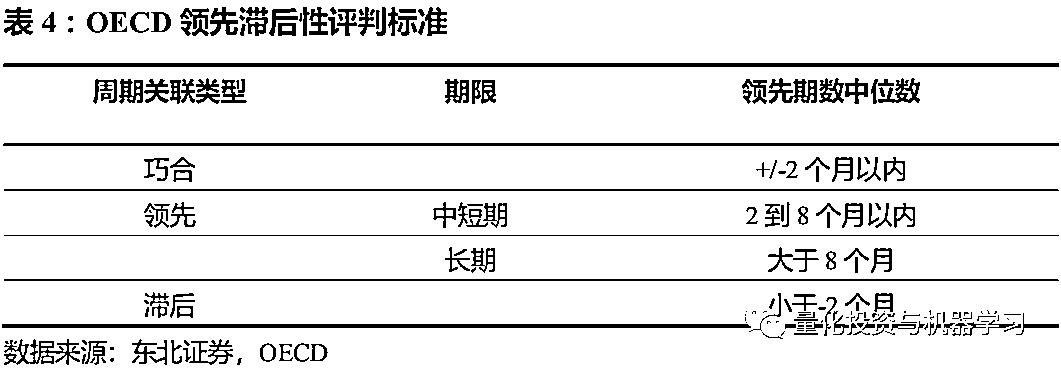 表 4：OECD 领先滞后性评判标准
周期关联类型 期限 领先期数中位数
巧合 +/-2 个月以内
领先 中短期 2 到 8 个月以内
长期 大于 8 个月
滞后 小于-2 个月
量化投资与机器学习
数据来源：东北证券，OECD